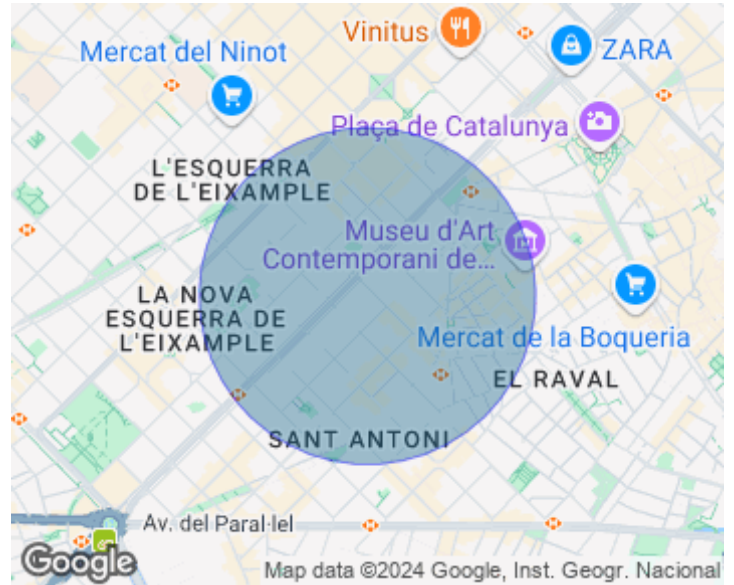 Vinitus
ZARA
Mercat del Ninot
Plaça de Catalunya
L'ESQUERRA
DE L'EIXAMPLE
Museu d'Art
Contemporani de...
LA NOVA
ESQUERRA DE
L'EIXAMPLE
Mercat de la Boqueria
EL RAVAL
SANT ANTONI
Av. del Paral·lel
Google
Map data ©2024 Google, Inst. Geogr. Nacional